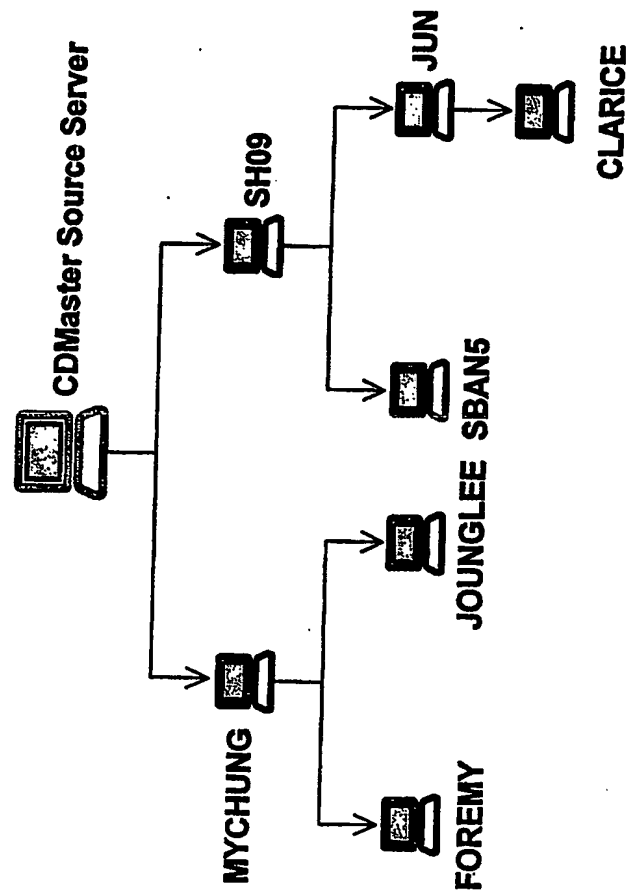 CDMaster Source Server
MYCHUNG
SH09
FOREMY
JOUNGLEE
SBAN5
JUN
CLARICE